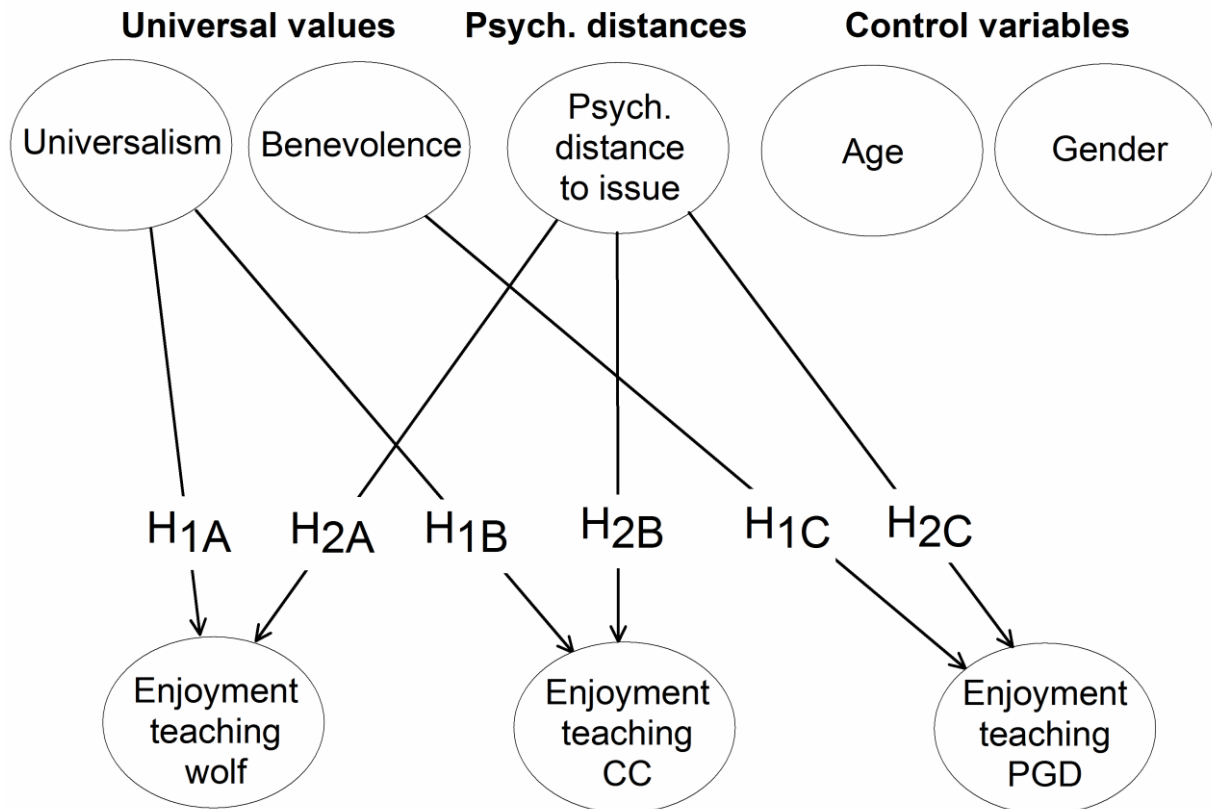 Universal values Psych. distances Control variables
Universalism
Benevolence
Psych.
distance
to issue
Age
Gender
H1A H2A H1B H2B H1C H2C
Enjoyment
teaching
wolf
Enjoyment
teaching
CC
Enjoyment
teaching
PGD